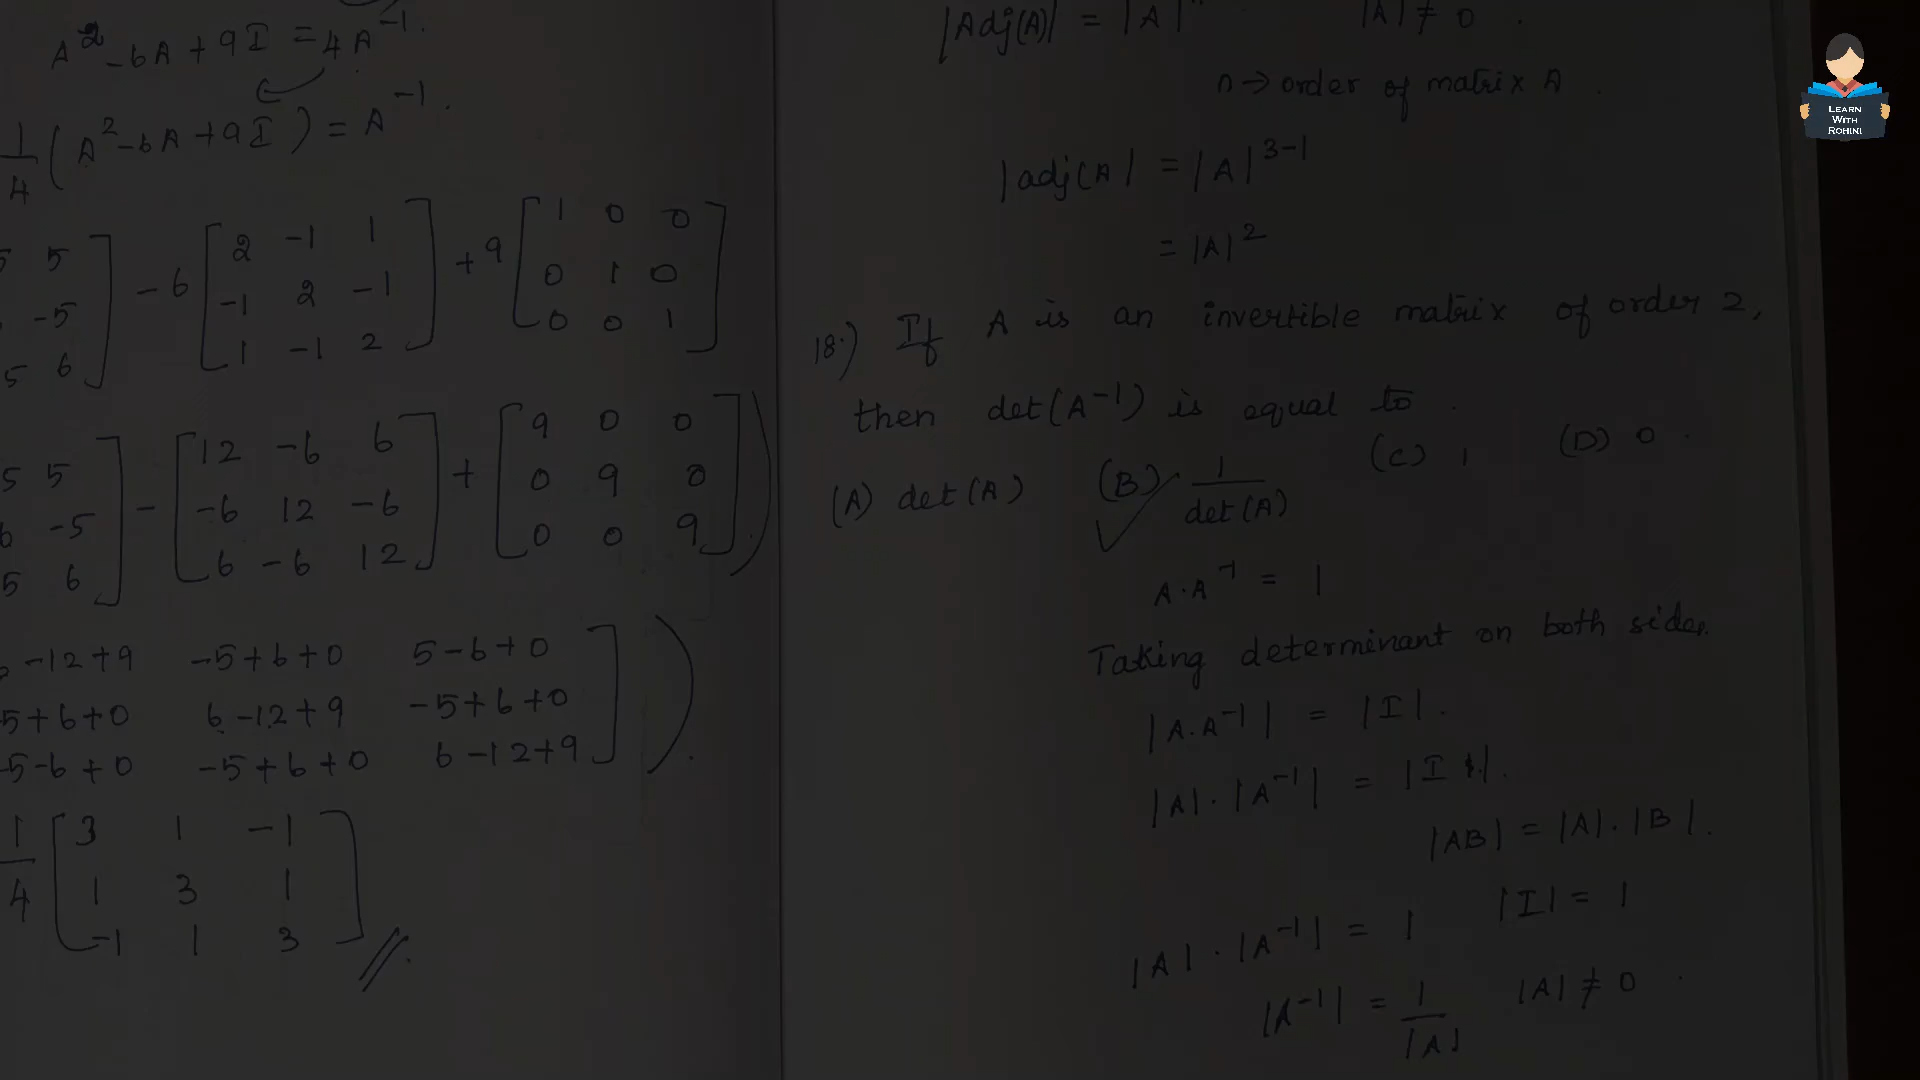 A² - 6A + 9I = 4A⁻¹.
1/4 (A² - 6A + 9I) = A⁻¹.
5 5 ] - 6 [ 2 -1 1 ] + 9 [ 1 0 0 ]
-5 ] [ -1 2 -1 ] [ 0 1 0 ]
5 6 ] [ 1 -1 2 ] [ 0 0 1 ]
5 5 ] - [ 12 -6 6 ] + [ 9 0 0 ] )
6 -5 ] [ -6 12 -6 ] [ 0 9 0 ]
5 6 ] [ 6 -6 12 ] [ 0 0 9 ]
-12+9 -5+6+0 5-6+0 ] )
5+6+0 6-12+9 -5+6+0
5-6+0 -5+6+0 6-12+9 ] ).
1/4 [ 3 1 -1 ]
[ 1 3 1 ]
[ -1 1 3 ] //.
|Adj(A)| = |A| |A| ≠ 0.
n → order of matrix A.
|adj(A| = |A|³⁻¹
= |A|²
18.) If A is an invertible matrix of order 2,
then det(A⁻¹) is equal to.
(A) det(A) (B) ✓ 1/det(A) (C) 1 (D) 0.
A.A⁻¹ = 1
Taking determinant on both sides.
|A.A⁻¹| = |I|.
|A|.|A⁻¹| = |I|.
|AB| = |A|.|B|.
|A|.|A⁻¹| = 1 |I| = 1
|A⁻¹| = 1/|A| |A| ≠ 0.
LEARN
WITH
ROHINI